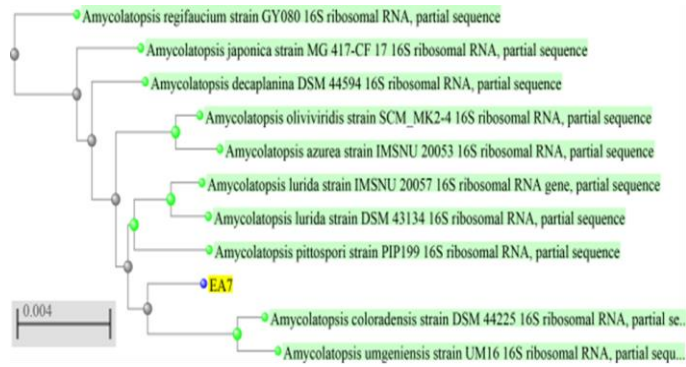 Amycolatopsis regifaucium strain GY080 16S ribosomal RNA, partial sequence
Amycolatopsis japonica strain MG 417-CF 17 16S ribosomal RNA, partial sequence
Amycolatopsis decaplanina DSM 44594 16S ribosomal RNA, partial sequence
Amycolatopsis oliviviridis strain SCM_MK2-4 16S ribosomal RNA, partial sequence
Amycolatopsis azurea strain IMSNU 20053 16S ribosomal RNA, partial sequence
Amycolatopsis lurida strain IMSNU 20057 16S ribosomal RNA gene, partial sequence
Amycolatopsis lurida strain DSM 43134 16S ribosomal RNA, partial sequence
Amycolatopsis pittospori strain PIP199 16S ribosomal RNA, partial sequence
EA7
Amycolatopsis coloradensis strain DSM 44225 16S ribosomal RNA, partial se...
Amycolatopsis umgeniensis strain UM16 16S ribosomal RNA, partial sequ...
0.004